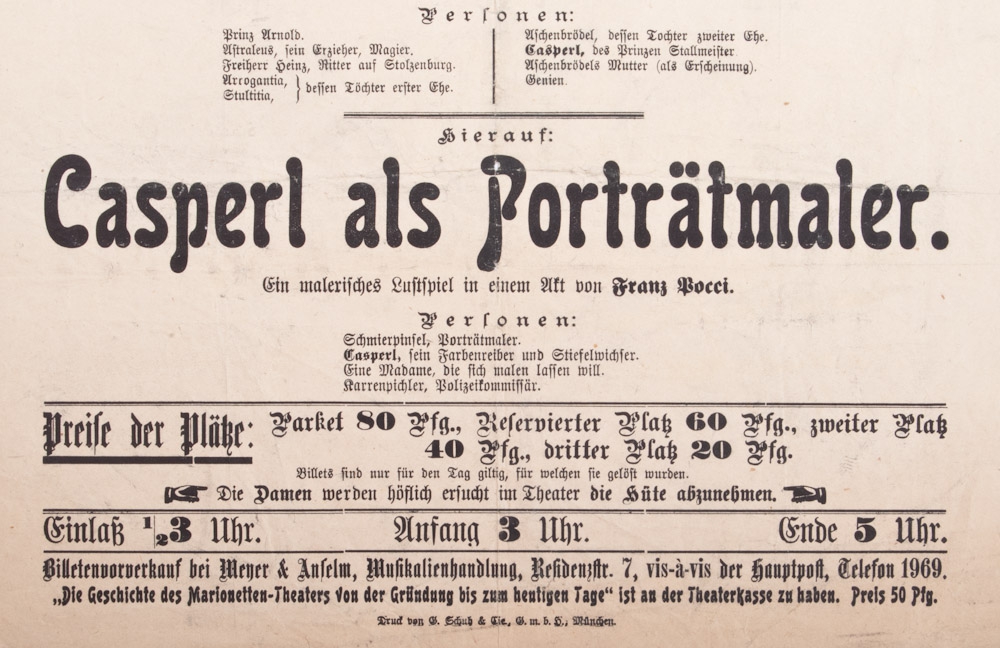 Personen:
Prinz Arnold.
Astraleus, sein Erzieher, Magier.
Freiherr Heinz, Ritter auf Stolzenburg.
Arrogantia,
Stultitia,
} dessen Töchter erster Ehe.
Aschenbrödel, dessen Tochter zweiter Ehe.
Casperl, des Prinzen Stallmeister
Aschenbrödels Mutter (als Erscheinung).
Genien.
Hierauf:
Casperl als Porträtmaler.
Ein malerisches Lustspiel in einem Akt von Franz Pocci.
Personen:
Schmierpinsel, Porträtmaler.
Casperl, sein Farbenreiber und Stiefelwichser.
Eine Madame, die sich malen lassen will.
Karrenpichler, Polizeikommissär.
Preise der Plätze: Parket 80 Pfg., Reservierter Platz 60 Pfg., zweiter Platz
40 Pfg., dritter Platz 20 Pfg.
Billets sind nur für den Tag giltig, für welchen sie gelöst wurden.
Die Damen werden höflich ersucht im Theater die Hüte abzunehmen.
Einlaß 1/2 3 Uhr. Anfang 3 Uhr. Ende 5 Uhr.
Billetenvorverkauf bei Meyer & Anselm, Musikalienhandlung, Residenzstr. 7, vis-à-vis der Hauptpost, Telefon 1969.
„Die Geschichte des Marionetten-Theaters von der Gründung bis zum heutigen Tage“ ist an der Theaterkasse zu haben. Preis 50 Pfg.
Druck von G. Schuh & Cie., G. m. b. H., München.